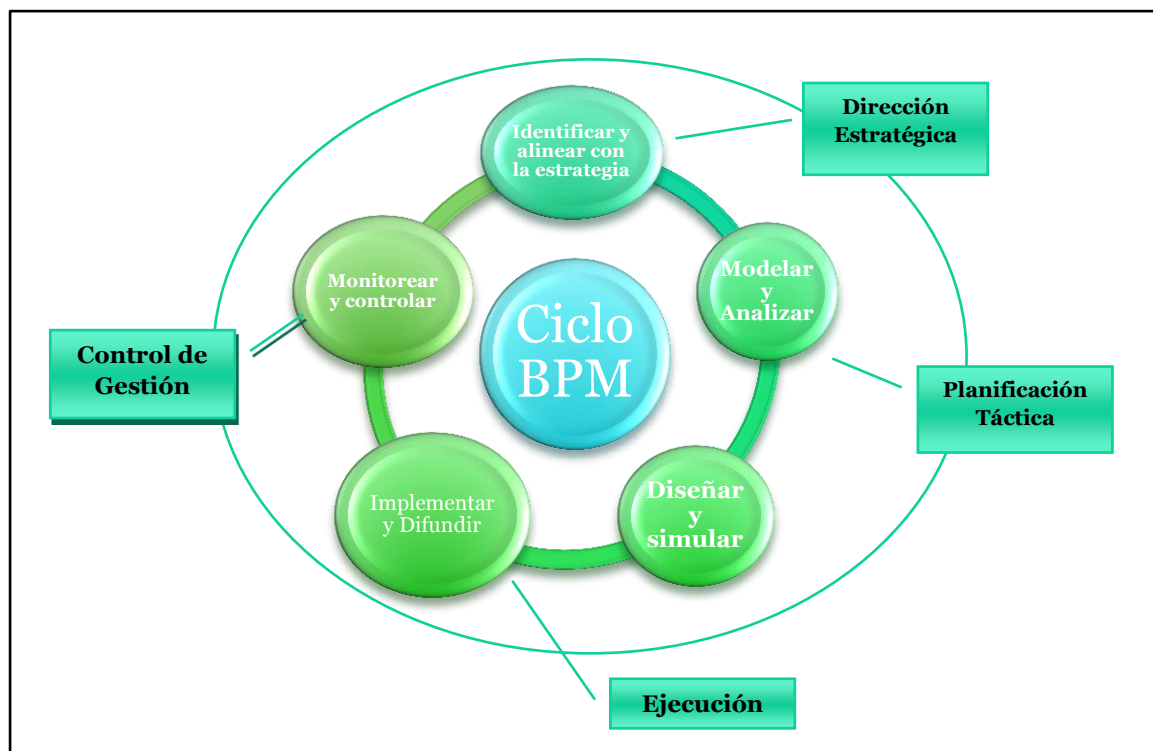 Identificar y
alinear con
la estrategia
Dirección
Estratégica
Modelar
y
Analizar
Monitorear
y controlar
Ciclo
BPM
Control de
Gestión
Planificación
Táctica
Diseñar
y
simular
Implementar
y Difundir
Ejecución